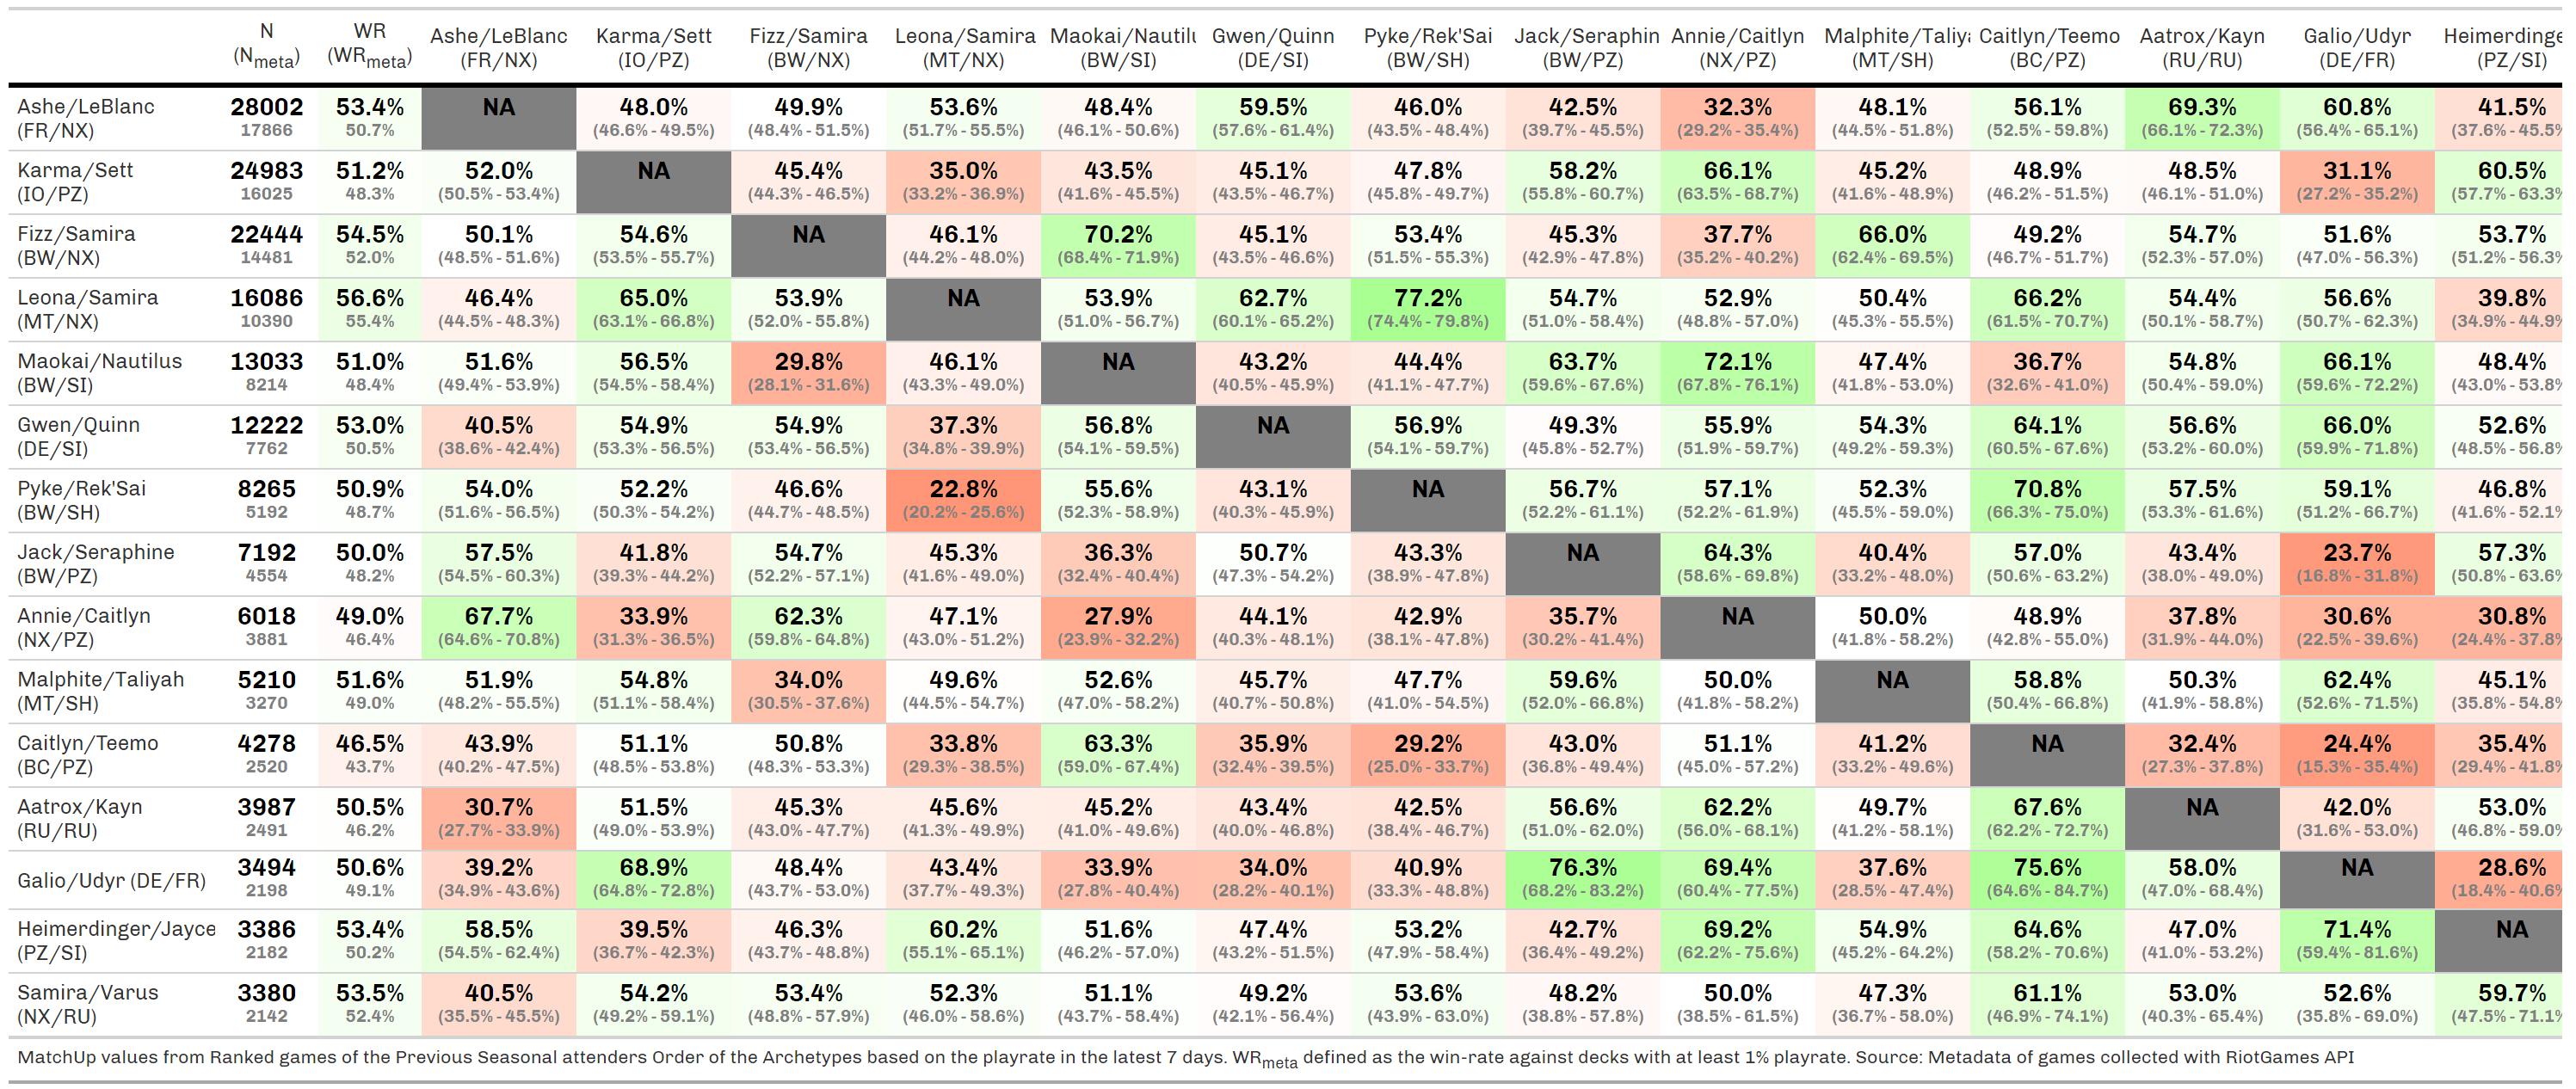 N WR Ashe/LeBlanc Karma/Sett Fizz/Samira Leona/Samira Maokai/Nautilu Gwen/Quinn Pyke/Rek'Sai Jack/Seraphin Annie/Caitlyn Malphite/Taliya Caitlyn/Teemo Aatrox/Kayn Galio/Udyr Heimerdinge
(Nmeta) (WRmeta) (FR/NX) (IO/PZ) (BW/NX) (MT/NX) (BW/SI) (DE/SI) (BW/SH) (BW/PZ) (NX/PZ) (MT/SH) (BC/PZ) (RU/RU) (DE/FR) (PZ/SI)
Ashe/LeBlanc 28002 53.4% NA 48.0% 49.9% 53.6% 48.4% 59.5% 46.0% 42.5% 32.3% 48.1% 56.1% 69.3% 60.8% 41.5%
(FR/NX) 17866 50.7% (46.6% - 49.5%) (48.4% - 51.5%) (51.7% - 55.5%) (46.1% - 50.6%) (57.6% - 61.4%) (43.5% - 48.4%) (39.7% - 45.5%) (29.2% - 35.4%) (44.5% - 51.8%) (52.5% - 59.8%) (66.1% - 72.3%) (56.4% - 65.1%) (37.6% - 45.5%
Karma/Sett 24983 51.2% 52.0% NA 45.4% 35.0% 43.5% 45.1% 47.8% 58.2% 66.1% 45.2% 48.9% 48.5% 31.1% 60.5%
(IO/PZ) 16025 48.3% (50.5% - 53.4%) (44.3% - 46.5%) (33.2% - 36.9%) (41.6% - 45.5%) (43.5% - 46.7%) (45.8% - 49.7%) (55.8% - 60.7%) (63.5% - 68.7%) (41.6% - 48.9%) (46.2% - 51.5%) (46.1% - 51.0%) (27.2% - 35.2%) (57.7% - 63.3%
Fizz/Samira 22444 54.5% 50.1% 54.6% NA 46.1% 70.2% 45.1% 53.4% 45.3% 37.7% 66.0% 49.2% 54.7% 51.6% 53.7%
(BW/NX) 14481 52.0% (48.5% - 51.6%) (53.5% - 55.7%) (44.2% - 48.0%) (68.4% - 71.9%) (43.5% - 46.6%) (51.5% - 55.3%) (42.9% - 47.8%) (35.2% - 40.2%) (62.4% - 69.5%) (46.7% - 51.7%) (52.3% - 57.0%) (47.0% - 56.3%) (51.2% - 56.3%
Leona/Samira 16086 56.6% 46.4% 65.0% 53.9% NA 53.9% 62.7% 77.2% 54.7% 52.9% 50.4% 66.2% 54.4% 56.6% 39.8%
(MT/NX) 10390 55.4% (44.5% - 48.3%) (63.1% - 66.8%) (52.0% - 55.8%) (51.0% - 56.7%) (60.1% - 65.2%) (74.4% - 79.8%) (51.0% - 58.4%) (48.8% - 57.0%) (45.3% - 55.5%) (61.5% - 70.7%) (50.1% - 58.7%) (50.7% - 62.3%) (34.9% - 44.9%
Maokai/Nautilus 13033 51.0% 51.6% 56.5% 29.8% 46.1% NA 43.2% 44.4% 63.7% 72.1% 47.4% 36.7% 54.8% 66.1% 48.4%
(BW/SI) 8214 48.4% (49.4% - 53.9%) (54.5% - 58.4%) (28.1% - 31.6%) (43.3% - 49.0%) (40.5% - 45.9%) (41.1% - 47.7%) (59.6% - 67.6%) (67.8% - 76.1%) (41.8% - 53.0%) (32.6% - 41.0%) (50.4% - 59.0%) (59.6% - 72.2%) (43.0% - 53.8%
Gwen/Quinn 12222 53.0% 40.5% 54.9% 54.9% 37.3% 56.8% NA 56.9% 49.3% 55.9% 54.3% 64.1% 56.6% 66.0% 52.6%
(DE/SI) 7762 50.5% (38.6% - 42.4%) (53.3% - 56.5%) (53.4% - 56.5%) (34.8% - 39.9%) (54.1% - 59.5%) (54.1% - 59.7%) (45.8% - 52.7%) (51.9% - 59.7%) (49.2% - 59.3%) (60.5% - 67.6%) (53.2% - 60.0%) (59.9% - 71.8%) (48.5% - 56.8%
Pyke/Rek'Sai 8265 50.9% 54.0% 52.2% 46.6% 22.8% 55.6% 43.1% NA 56.7% 57.1% 52.3% 70.8% 57.5% 59.1% 46.8%
(BW/SH) 5192 48.7% (51.6% - 56.5%) (50.3% - 54.2%) (44.7% - 48.5%) (20.2% - 25.6%) (52.3% - 58.9%) (40.3% - 45.9%) (52.2% - 61.1%) (52.2% - 61.9%) (45.5% - 59.0%) (66.3% - 75.0%) (53.3% - 61.6%) (51.2% - 66.7%) (41.6% - 52.1%
Jack/Seraphine 7192 50.0% 57.5% 41.8% 54.7% 45.3% 36.3% 50.7% 43.3% NA 64.3% 40.4% 57.0% 43.4% 23.7% 57.3%
(BW/PZ) 4554 48.2% (54.5% - 60.3%) (39.3% - 44.2%) (52.2% - 57.1%) (41.6% - 49.0%) (32.4% - 40.4%) (47.3% - 54.2%) (38.9% - 47.8%) (58.6% - 69.8%) (33.2% - 48.0%) (50.6% - 63.2%) (38.0% - 49.0%) (16.8% - 31.8%) (50.8% - 63.6%
Annie/Caitlyn 6018 49.0% 67.7% 33.9% 62.3% 47.1% 27.9% 44.1% 42.9% 35.7% NA 50.0% 48.9% 37.8% 30.6% 30.8%
(NX/PZ) 3881 46.4% (64.6% - 70.8%) (31.3% - 36.5%) (59.8% - 64.8%) (43.0% - 51.2%) (23.9% - 32.2%) (40.3% - 48.1%) (38.1% - 47.8%) (30.2% - 41.4%) (41.8% - 58.2%) (42.8% - 55.0%) (31.9% - 44.0%) (22.5% - 39.6%) (24.4% - 37.8%
Malphite/Taliyah 5210 51.6% 51.9% 54.8% 34.0% 49.6% 52.6% 45.7% 47.7% 59.6% 50.0% NA 58.8% 50.3% 62.4% 45.1%
(MT/SH) 3270 49.0% (48.2% - 55.5%) (51.1% - 58.4%) (30.5% - 37.6%) (44.5% - 54.7%) (47.0% - 58.2%) (40.7% - 50.8%) (41.0% - 54.5%) (52.0% - 66.8%) (41.8% - 58.2%) (50.4% - 66.8%) (41.9% - 58.8%) (52.6% - 71.5%) (35.8% - 54.8%
Caitlyn/Teemo 4278 46.5% 43.9% 51.1% 50.8% 33.8% 63.3% 35.9% 29.2% 43.0% 51.1% 41.2% NA 32.4% 24.4% 35.4%
(BC/PZ) 2520 43.7% (40.2% - 47.5%) (48.5% - 53.8%) (48.3% - 53.3%) (29.3% - 38.5%) (59.0% - 67.4%) (32.4% - 39.5%) (25.0% - 33.7%) (36.8% - 49.4%) (45.0% - 57.2%) (33.2% - 49.6%) (27.3% - 37.8%) (15.3% - 35.4%) (29.4% - 41.8%
Aatrox/Kayn 3987 50.5% 30.7% 51.5% 45.3% 45.6% 45.2% 43.4% 42.5% 56.6% 62.2% 49.7% 67.6% NA 42.0% 53.0%
(RU/RU) 2491 46.2% (27.7% - 33.9%) (49.0% - 53.9%) (43.0% - 47.7%) (41.3% - 49.9%) (41.0% - 49.6%) (40.0% - 46.8%) (38.4% - 46.7%) (51.0% - 62.0%) (56.0% - 68.1%) (41.2% - 58.1%) (62.2% - 72.7%) (31.6% - 53.0%) (46.8% - 59.0%
Galio/Udyr (DE/FR) 3494 50.6% 39.2% 68.9% 48.4% 43.4% 33.9% 34.0% 40.9% 76.3% 69.4% 37.6% 75.6% 58.0% NA 28.6%
2198 49.1% (34.9% - 43.6%) (64.8% - 72.8%) (43.7% - 53.0%) (37.7% - 49.3%) (27.8% - 40.4%) (28.2% - 40.1%) (33.3% - 48.8%) (68.2% - 83.2%) (60.4% - 77.5%) (28.5% - 47.4%) (64.6% - 84.7%) (47.0% - 68.4%) (18.4% - 40.6%
Heimerdinger/Jayce 3386 53.4% 58.5% 39.5% 46.3% 60.2% 51.6% 47.4% 53.2% 42.7% 69.2% 54.9% 64.6% 47.0% 71.4% NA
(PZ/SI) 2182 50.2% (54.5% - 62.4%) (36.7% - 42.3%) (43.7% - 48.8%) (55.1% - 65.1%) (46.2% - 57.0%) (43.2% - 51.5%) (47.9% - 58.4%) (36.4% - 49.2%) (62.2% - 75.6%) (45.2% - 64.2%) (58.2% - 70.6%) (41.0% - 53.2%) (59.4% - 81.6%)
Samira/Varus 3380 53.5% 40.5% 54.2% 53.4% 52.3% 51.1% 49.2% 53.6% 48.2% 50.0% 47.3% 61.1% 53.0% 52.6% 59.7%
(NX/RU) 2142 52.4% (35.5% - 45.5%) (49.2% - 59.1%) (48.8% - 57.9%) (46.0% - 58.6%) (43.7% - 58.4%) (42.1% - 56.4%) (43.9% - 63.0%) (38.8% - 57.8%) (38.5% - 61.5%) (36.7% - 58.0%) (46.9% - 74.1%) (40.3% - 65.4%) (35.8% - 69.0%) (47.5% - 71.1%
MatchUp values from Ranked games of the Previous Seasonal attenders Order of the Archetypes based on the playrate in the latest 7 days. WRmeta defined as the win-rate against decks with at least 1% playrate. Source: Metadata of games collected with RiotGames API